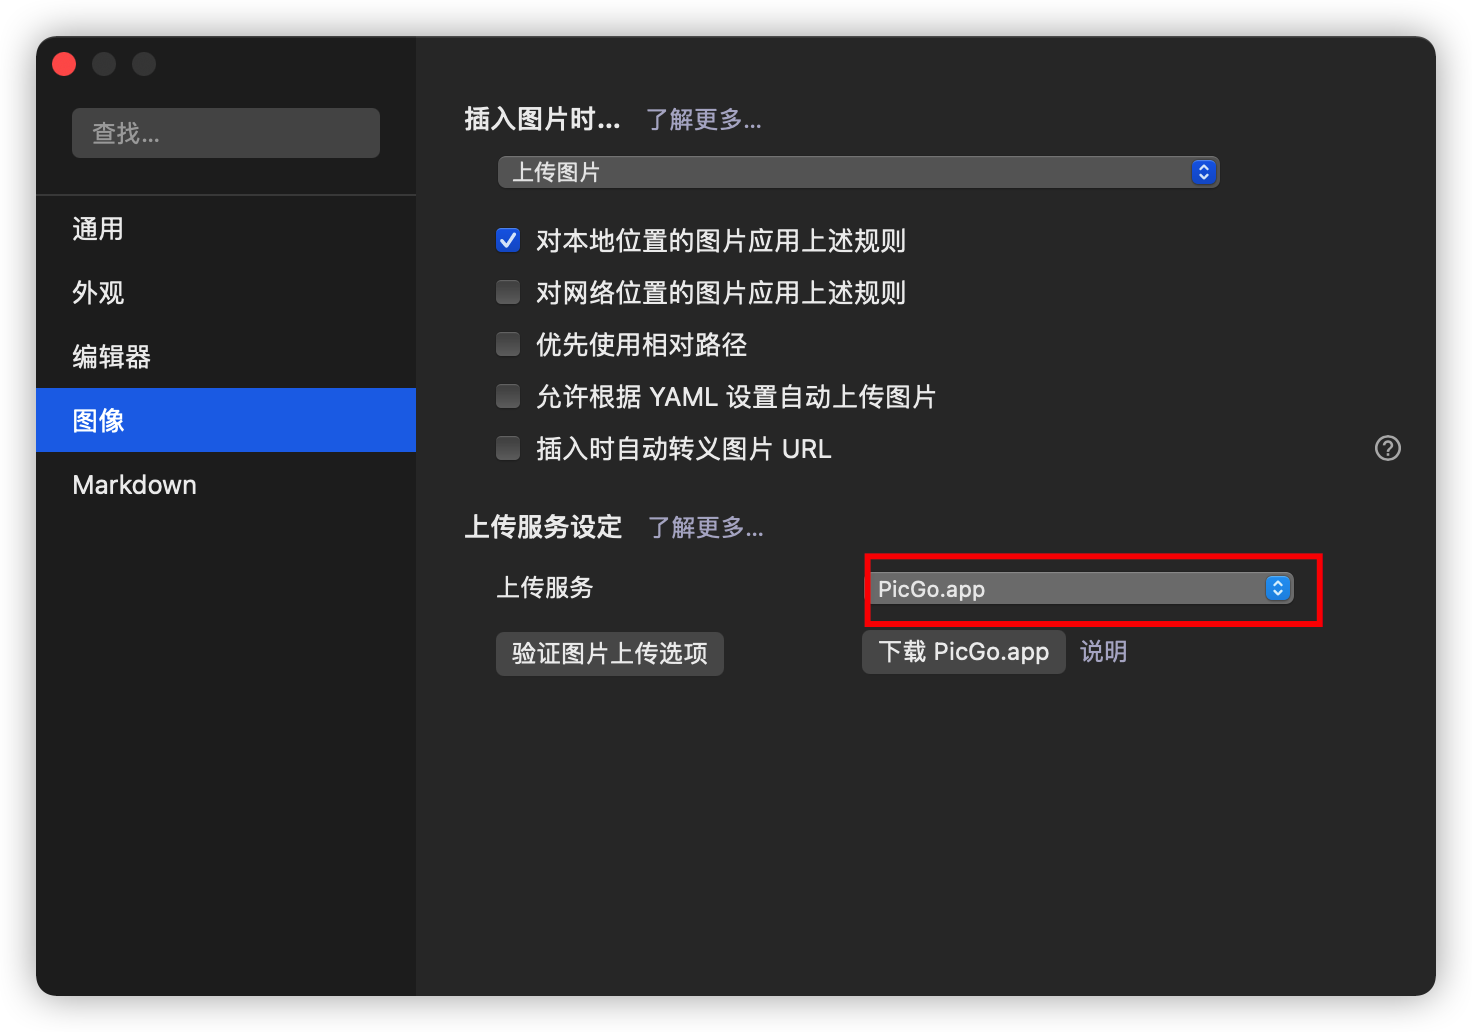 查找...
通用
外观
编辑器
图像
Markdown
插入图片时... 了解更多...
上传图片
对本地位置的图片应用上述规则
对网络位置的图片应用上述规则
优先使用相对路径
允许根据 YAML 设置自动上传图片
插入时自动转义图片 URL
?
上传服务设定 了解更多...
上传服务 PicGo.app
验证图片上传选项 下载 PicGo.app 说明